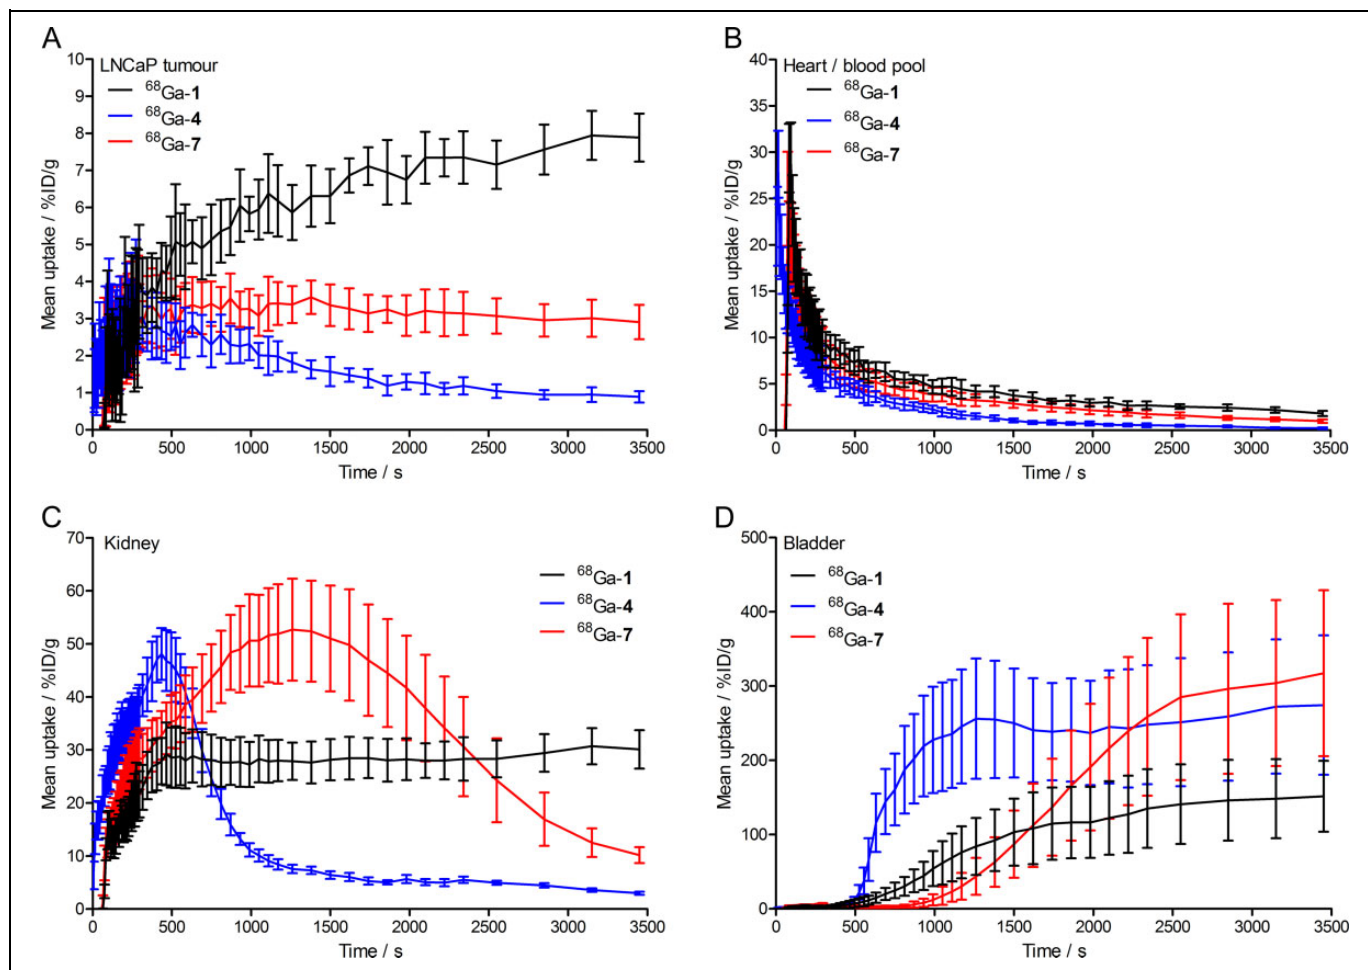 A
LNCaP tumour
⁶⁸Ga-1
⁶⁸Ga-4
⁶⁸Ga-7
Mean uptake / %ID/g
10
9
8
7
6
5
4
3
2
1
0
0 500 1000 1500 2000 2500 3000 3500
Time / s
B
Heart / blood pool
⁶⁸Ga-1
⁶⁸Ga-4
⁶⁸Ga-7
Mean uptake / %ID/g
40
35
30
25
20
15
10
5
0
0 500 1000 1500 2000 2500 3000 3500
Time / s
C
Kidney
⁶⁸Ga-1
⁶⁸Ga-4
⁶⁸Ga-7
Mean uptake / %ID/g
70
60
50
40
30
20
10
0
0 500 1000 1500 2000 2500 3000 3500
Time / s
D
Bladder
⁶⁸Ga-1
⁶⁸Ga-4
⁶⁸Ga-7
Mean uptake / %ID/g
500
400
300
200
100
0
0 500 1000 1500 2000 2500 3000 3500
Time / s